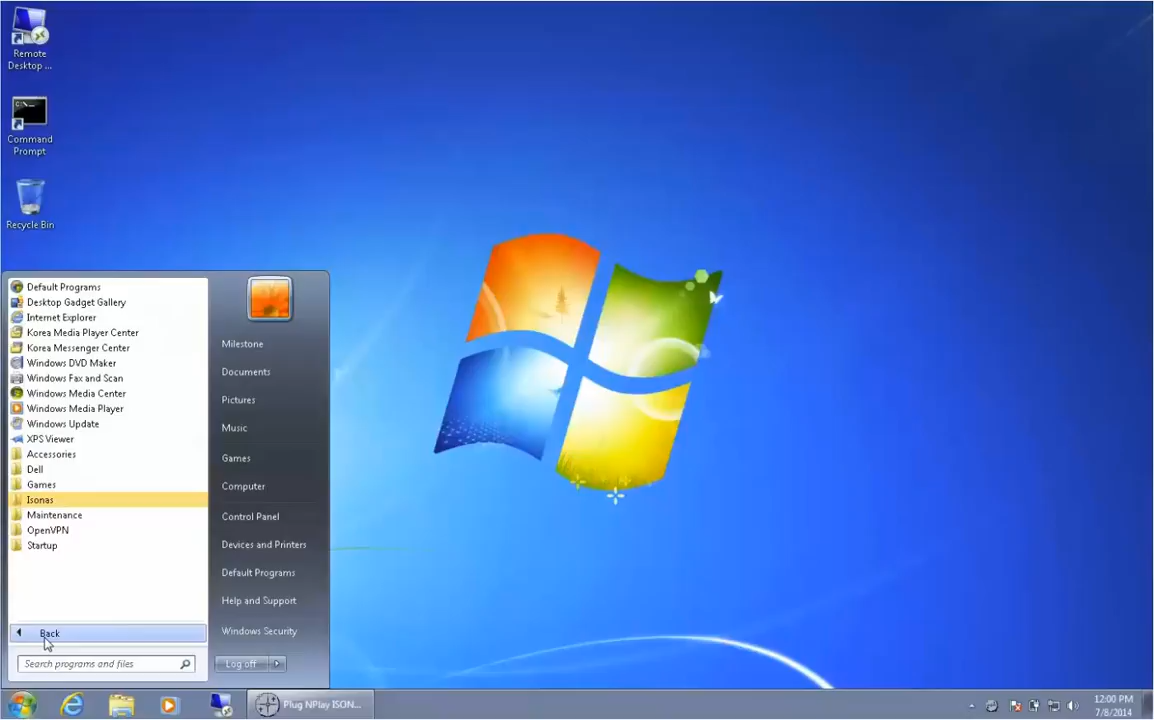 Remote
Desktop ...
Command
Prompt
Recycle Bin
Default Programs
Desktop Gadget Gallery
Internet Explorer
Korea Media Player Center
Korea Messenger Center
Windows DVD Maker
Windows Fax and Scan
Windows Media Center
Windows Media Player
Windows Update
XPS Viewer
Accessories
Dell
Games
Isonas
Maintenance
OpenVPN
Startup
Back
Search programs and files
Milestone
Documents
Pictures
Music
Games
Computer
Control Panel
Devices and Printers
Default Programs
Help and Support
Windows Security
Log off
Plug NPlay ISON...
12:00 PM
7/8/2014